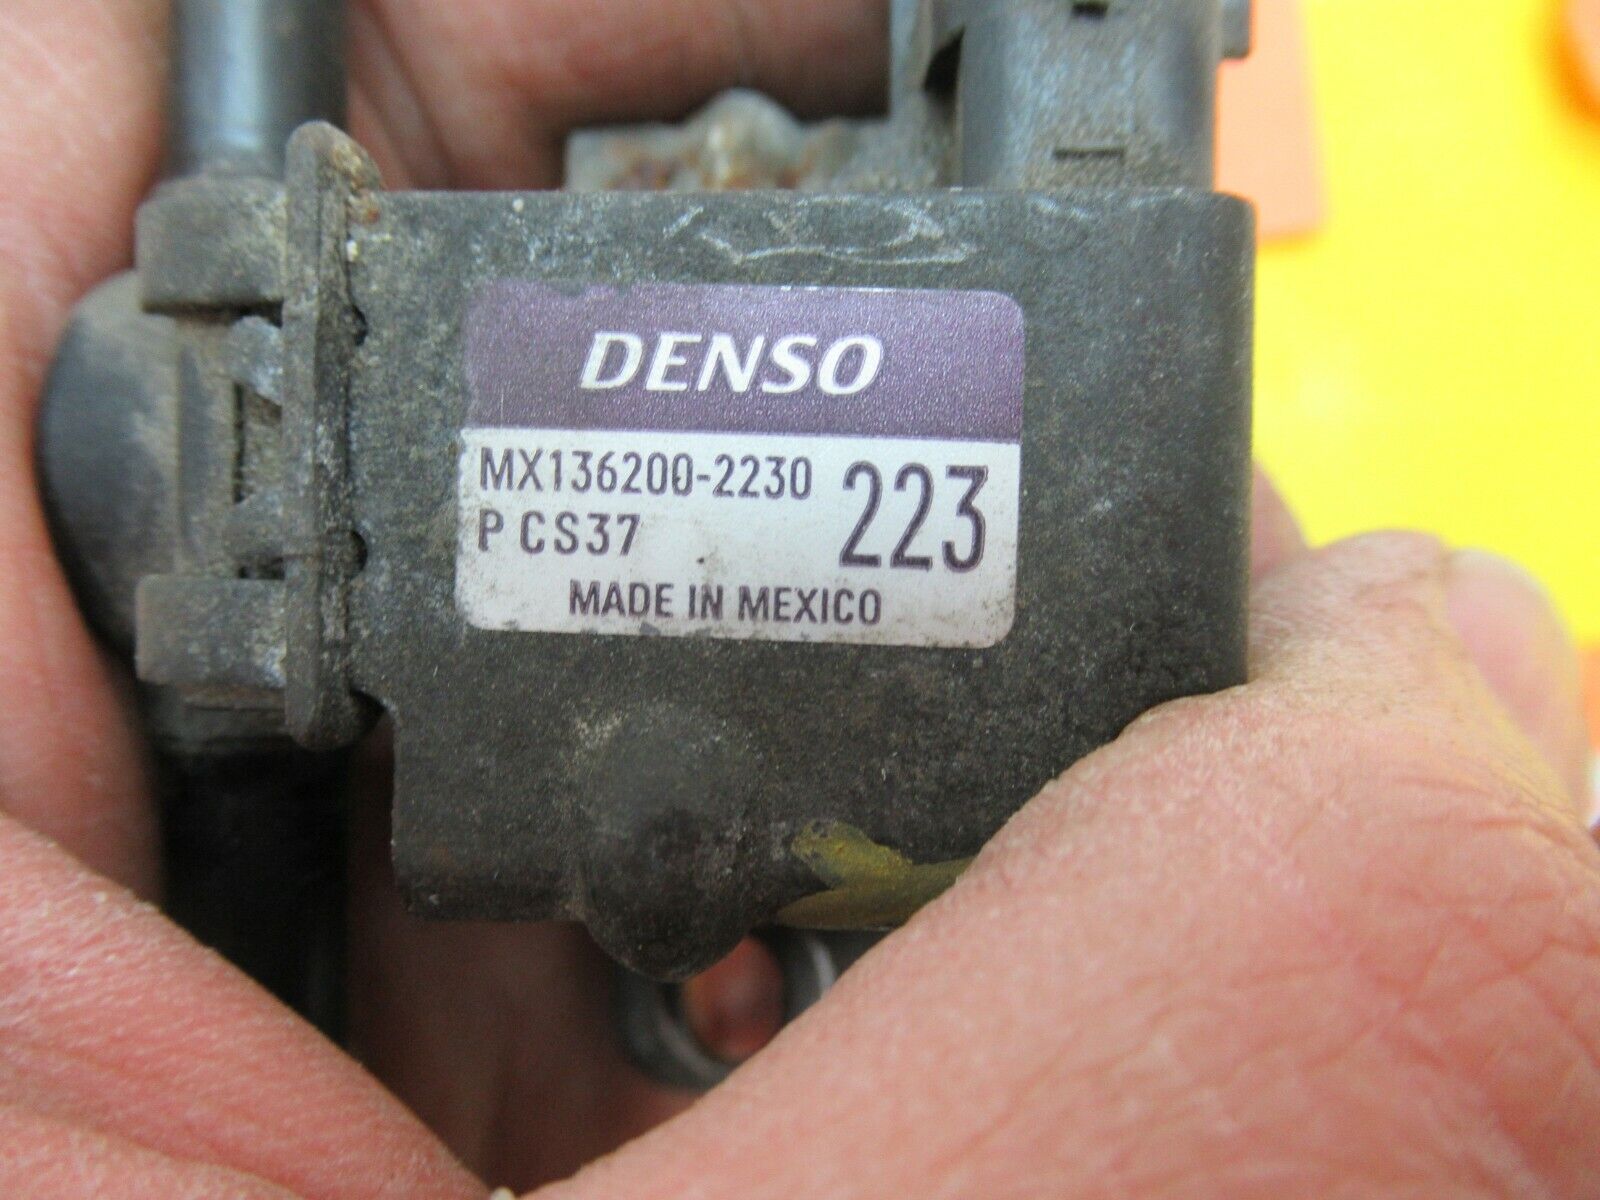 DENSO
MX136200-2230
P CS37
223
MADE IN MEXICO